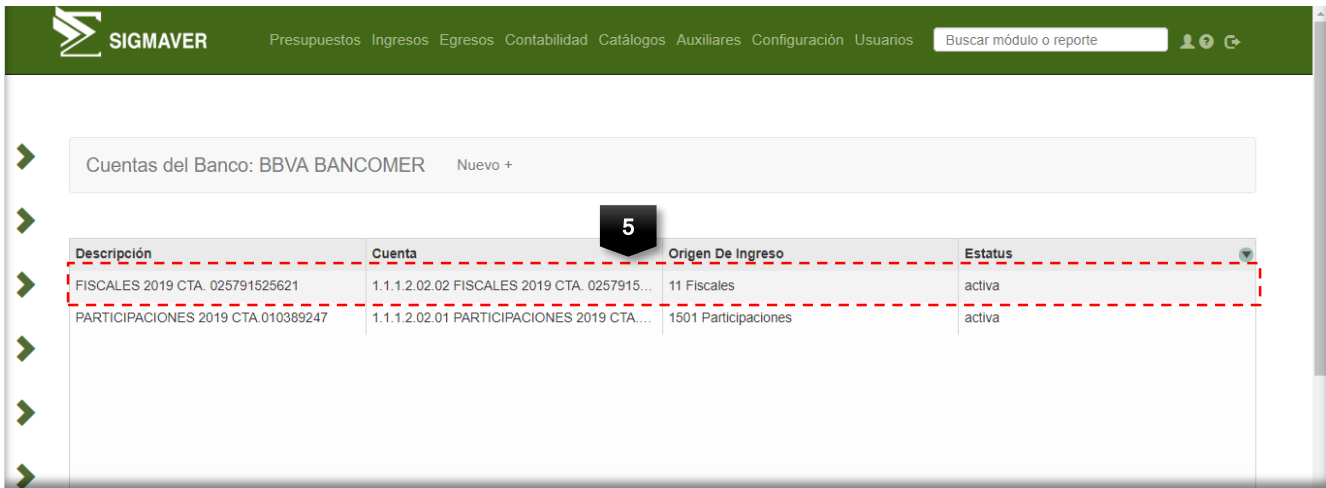 SIGMAVER Presupuestos Ingresos Egresos Contabilidad Catálogos Auxiliares Configuración Usuarios Buscar módulo o reporte
Cuentas del Banco: BBVA BANCOMER Nuevo +
5
Descripción Cuenta Origen De Ingreso Estatus
FISCALES 2019 CTA. 025791525621 1.1.1.2.02.02 FISCALES 2019 CTA. 0257915... 11 Fiscales activa
PARTICIPACIONES 2019 CTA.010389247 1.1.1.2.02.01 PARTICIPACIONES 2019 CTA.... 1501 Participaciones activa